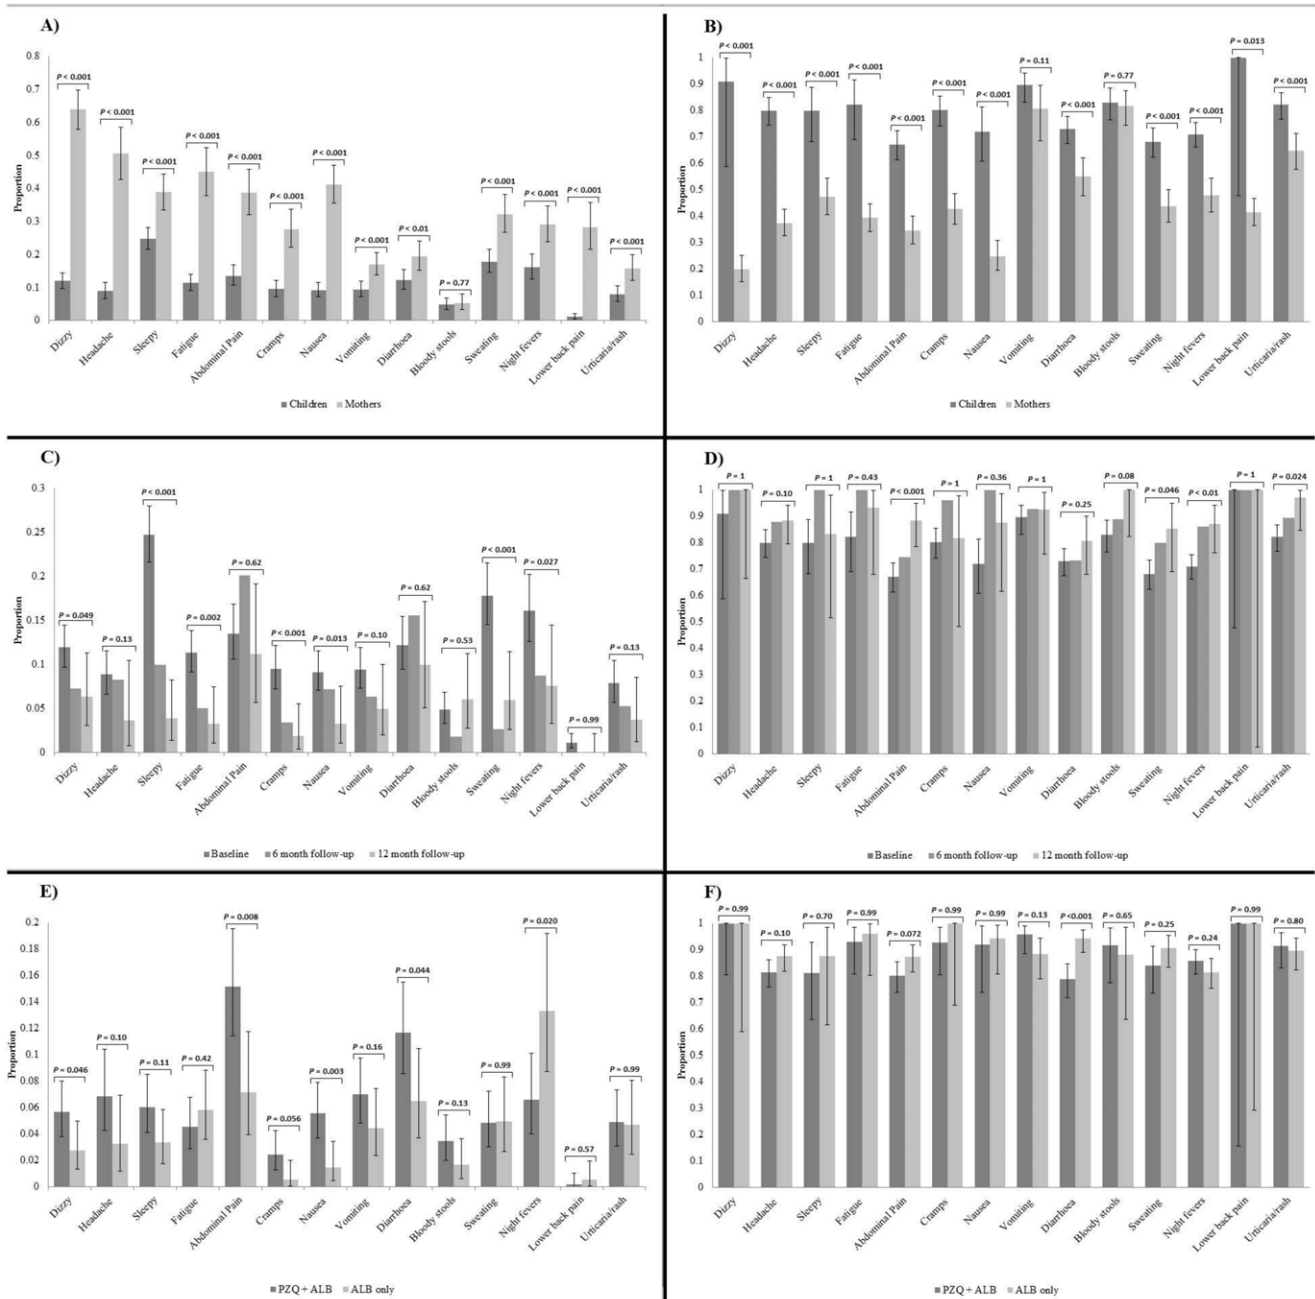 A)
P < 0.001
P < 0.001
P < 0.001
P < 0.001
P < 0.001
P < 0.001
P < 0.001
P < 0.001
P < 0.01
P = 0.77
P < 0.001
P < 0.001
P < 0.001
P < 0.001
Proportion
0.8
0.7
0.6
0.5
0.4
0.3
0.2
0.1
0
Dizzy
Headache
Sleepy
Fatigue
Abdominal Pain
Cramps
Nausea
Vomiting
Diarrhoea
Bloody stools
Sweating
Night fevers
Lower back pain
Urticaria/rash
Children Mothers
B)
P < 0.001
P < 0.001
P < 0.001
P < 0.001
P < 0.001
P < 0.001
P < 0.001
P = 0.11
P < 0.001
P = 0.77
P < 0.001
P < 0.001
P = 0.013
P < 0.001
Proportion
1
0.9
0.8
0.7
0.6
0.5
0.4
0.3
0.2
0.1
0
Dizzy
Headache
Sleepy
Fatigue
Abdominal Pain
Cramps
Nausea
Vomiting
Diarrhoea
Bloody stools
Sweating
Night fevers
Lower back pain
Urticaria/rash
Children Mothers
C)
P = 0.049
P = 0.13
P < 0.001
P = 0.002
P = 0.62
P < 0.001
P = 0.013
P = 0.10
P = 0.62
P = 0.53
P < 0.001
P = 0.027
P = 0.99
P = 0.13
Proportion
0.3
0.25
0.2
0.15
0.1
0.05
0
Dizzy
Headache
Sleepy
Fatigue
Abdominal Pain
Cramps
Nausea
Vomiting
Diarrhoea
Bloody stools
Sweating
Night fevers
Lower back pain
Urticaria/rash
Baseline 6 month follow-up 12 month follow-up
D)
P = 1
P = 0.10
P = 1
P = 0.43
P < 0.001
P = 1
P = 0.36
P = 1
P = 0.25
P = 0.08
P = 0.046
P < 0.01
P = 1
P = 0.024
Proportion
1
0.9
0.8
0.7
0.6
0.5
0.4
0.3
0.2
0.1
0
Dizzy
Headache
Sleepy
Fatigue
Abdominal Pain
Cramps
Nausea
Vomiting
Diarrhoea
Bloody stools
Sweating
Night fevers
Lower back pain
Urticaria/rash
Baseline 6 month follow-up 12 month follow-up
E)
P = 0.046
P = 0.10
P = 0.11
P = 0.42
P = 0.008
P = 0.056
P = 0.003
P = 0.16
P = 0.044
P = 0.13
P = 0.99
P = 0.020
P = 0.57
P = 0.99
Proportion
0.2
0.18
0.16
0.14
0.12
0.1
0.08
0.06
0.04
0.02
0
Dizzy
Headache
Sleepy
Fatigue
Abdominal Pain
Cramps
Nausea
Vomiting
Diarrhoea
Bloody stools
Sweating
Night fevers
Lower back pain
Urticaria/rash
PZQ + ALB ALB only
F)
P = 0.99
P = 0.10
P = 0.70
P = 0.99
P = 0.072
P = 0.99
P = 0.99
P = 0.13
P <0.001
P = 0.65
P = 0.25
P = 0.24
P = 0.99
P = 0.80
Proportion
1
0.9
0.8
0.7
0.6
0.5
0.4
0.3
0.2
0.1
0
Dizzy
Headache
Sleepy
Fatigue
Abdominal Pain
Cramps
Nausea
Vomiting
Diarrhoea
Bloody stools
Sweating
Night fevers
Lower back pain
Urticaria/rash
PZQ + ALB ALB only